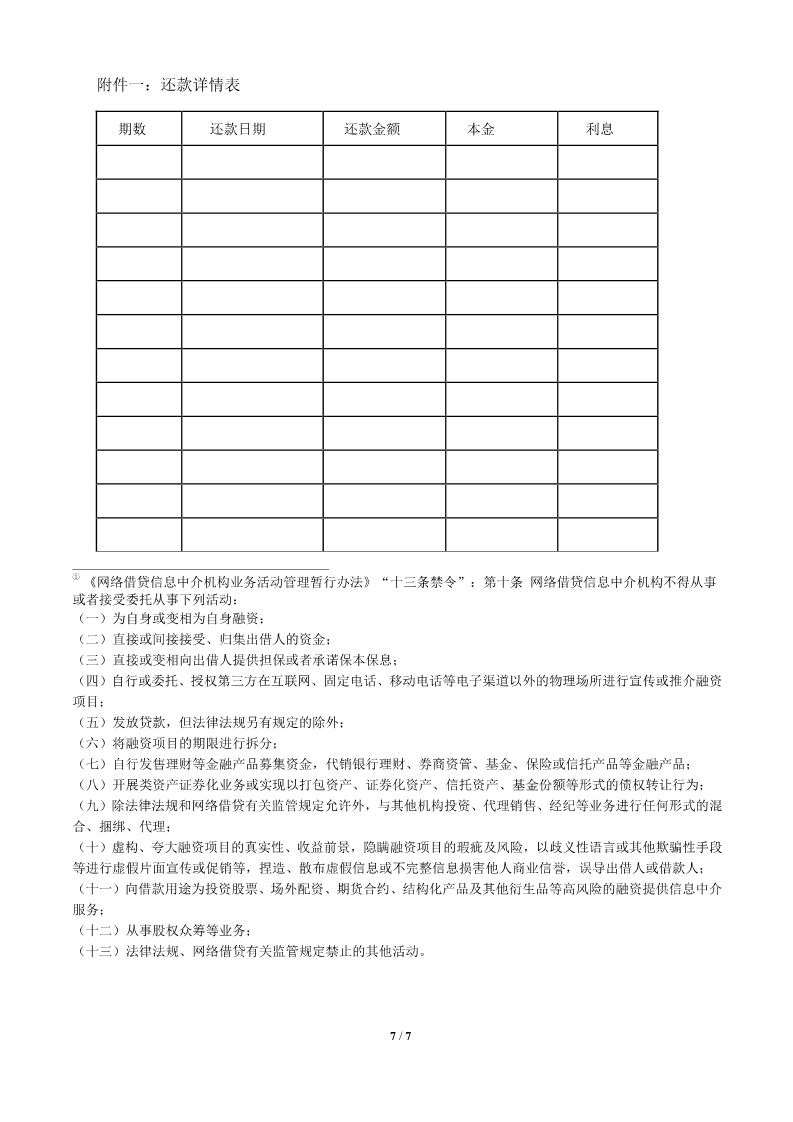 附件一：还款详情表
期数 还款日期 还款金额 本金 利息
① 《网络借贷信息中介机构业务活动管理暂行办法》“十三条禁令”：第十条 网络借贷信息中介机构不得从事
或者接受委托从事下列活动：
（一）为自身或变相为自身融资；
（二）直接或间接接受、归集出借人的资金；
（三）直接或变相向出借人提供担保或者承诺保本保息；
（四）自行或委托、授权第三方在互联网、固定电话、移动电话等电子渠道以外的物理场所进行宣传或推介融资
项目；
（五）发放贷款，但法律法规另有规定的除外；
（六）将融资项目的期限进行拆分；
（七）自行发售理财等金融产品募集资金，代销银行理财、券商资管、基金、保险或信托产品等金融产品；
（八）开展类资产证券化业务或实现以打包资产、证券化资产、信托资产、基金份额等形式的债权转让行为；
（九）除法律法规和网络借贷有关监管规定允许外，与其他机构投资、代理销售、经纪等业务进行任何形式的混
合、捆绑、代理；
（十）虚构、夸大融资项目的真实性、收益前景，隐瞒融资项目的瑕疵及风险，以歧义性语言或其他欺骗性手段
等进行虚假片面宣传或促销等，捏造、散布虚假信息或不完整信息损害他人商业信誉，误导出借人或借款人；
（十一）向借款用途为投资股票、场外配资、期货合约、结构化产品及其他衍生品等高风险的融资提供信息中介
服务；
（十二）从事股权众筹等业务；
（十三）法律法规、网络借贷有关监管规定禁止的其他活动。
7 / 7